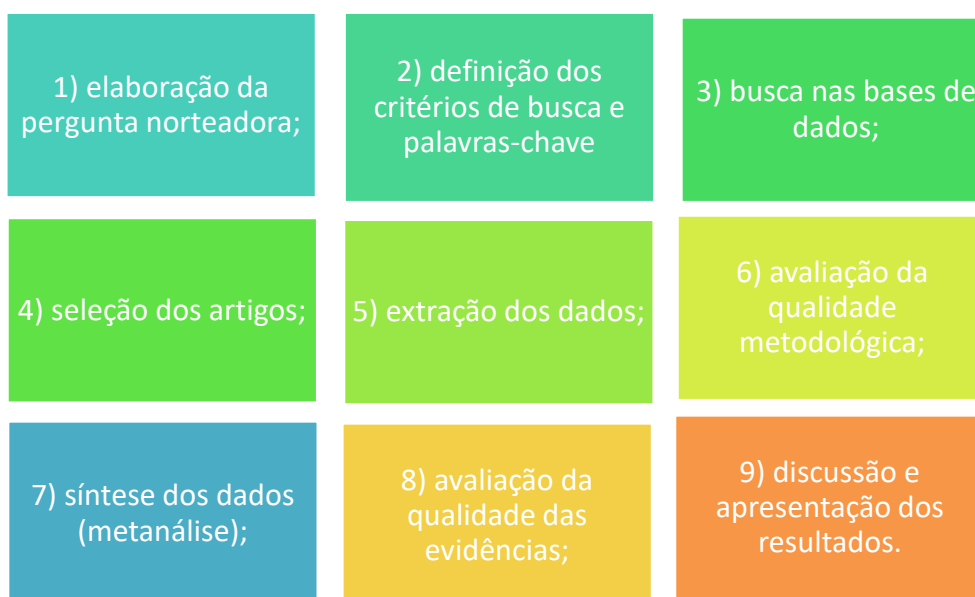 1) elaboração da
pergunta norteadora;
2) definição dos
critérios de busca e
palavras-chave
3) busca nas bases de
dados;
4) seleção dos artigos;
5) extração dos dados;
6) avaliação da
qualidade
metodológica;
7) síntese dos dados
(metanálise);
8) avaliação da
qualidade das
evidências;
9) discussão e
apresentação dos
resultados.